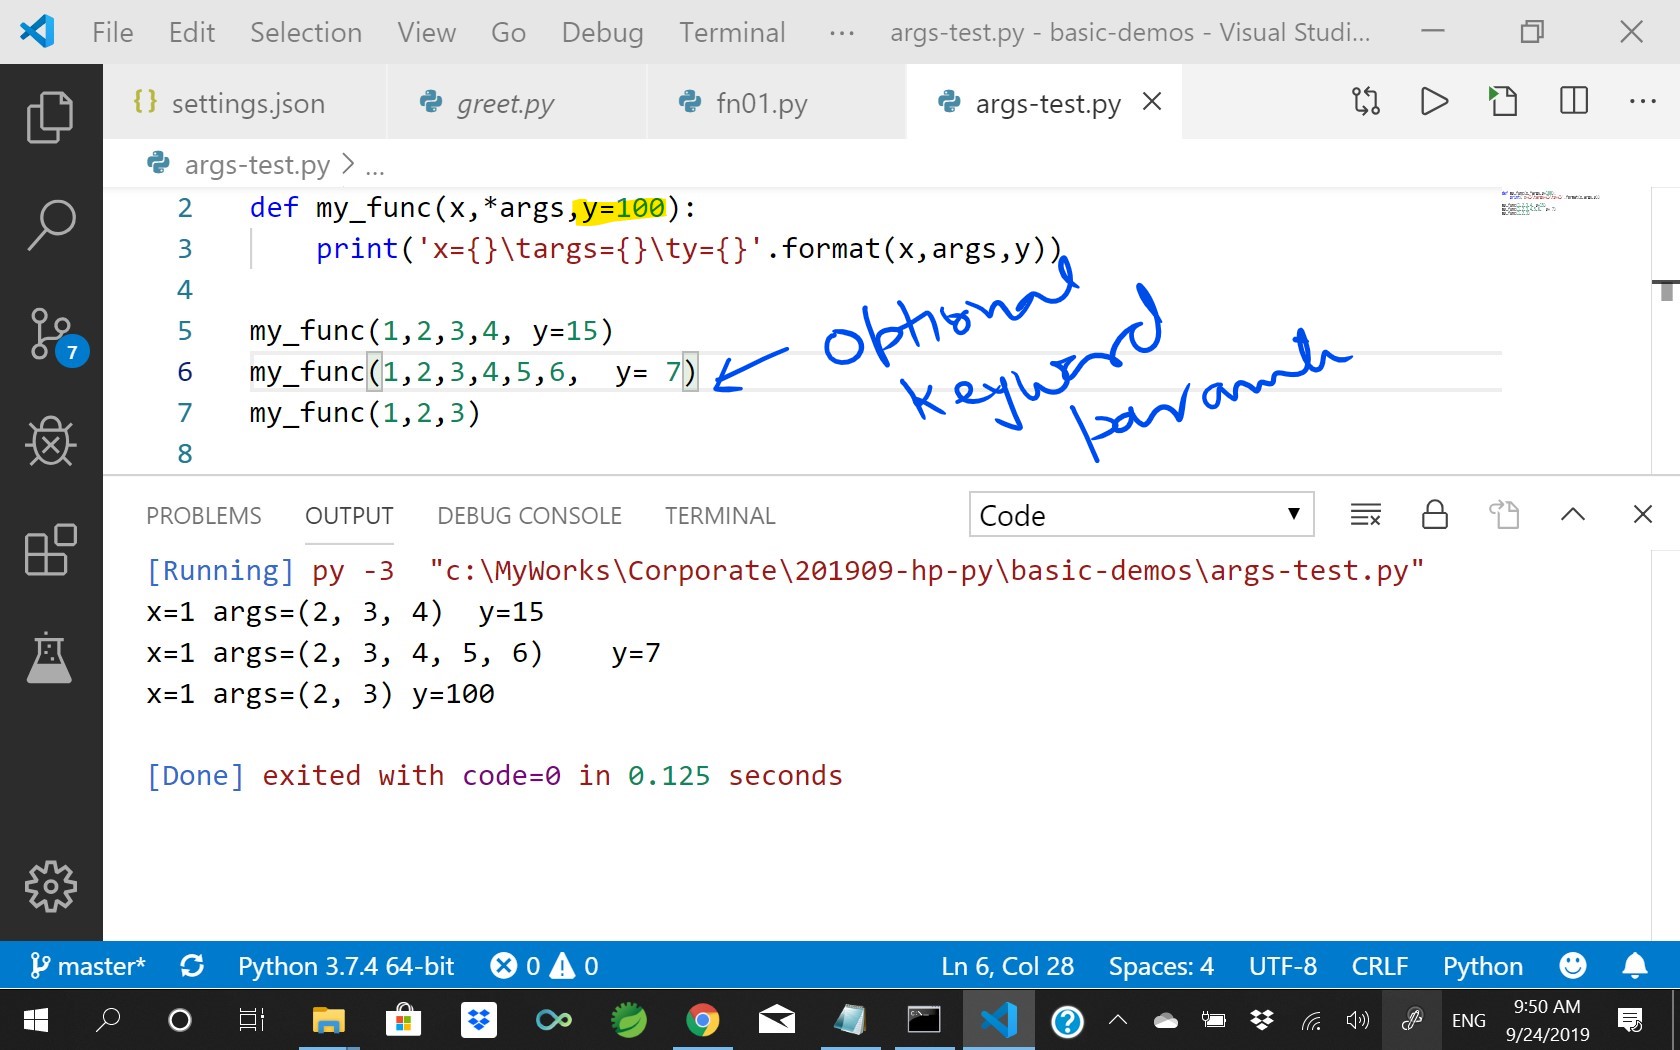 File Edit Selection View Go Debug Terminal ··· args-test.py - basic-demos - Visual Studi...
{} settings.json greet.py fn01.py args-test.py
args-test.py > ...
2 def my_func(x,*args,y=100):
3 print('x={}\targs={}\ty={}'.format(x,args,y))
4
5 my_func(1,2,3,4, y=15)
6 my_func(1,2,3,4,5,6,  y= 7)
7 my_func(1,2,3)
8
optional
keyword
7
PROBLEMS OUTPUT DEBUG CONSOLE TERMINAL Code
[Running] py -3  "c:\MyWorks\Corporate\201909-hp-py\basic-demos\args-test.py"
x=1 args=(2, 3, 4)  y=15
x=1 args=(2, 3, 4, 5, 6)    y=7
x=1 args=(2, 3) y=100
[Done] exited with code=0 in 0.125 seconds
master* Python 3.7.4 64-bit 0 0 Ln 6, Col 28 Spaces: 4 UTF-8 CRLF Python
ENG 9:50 AM
9/24/2019